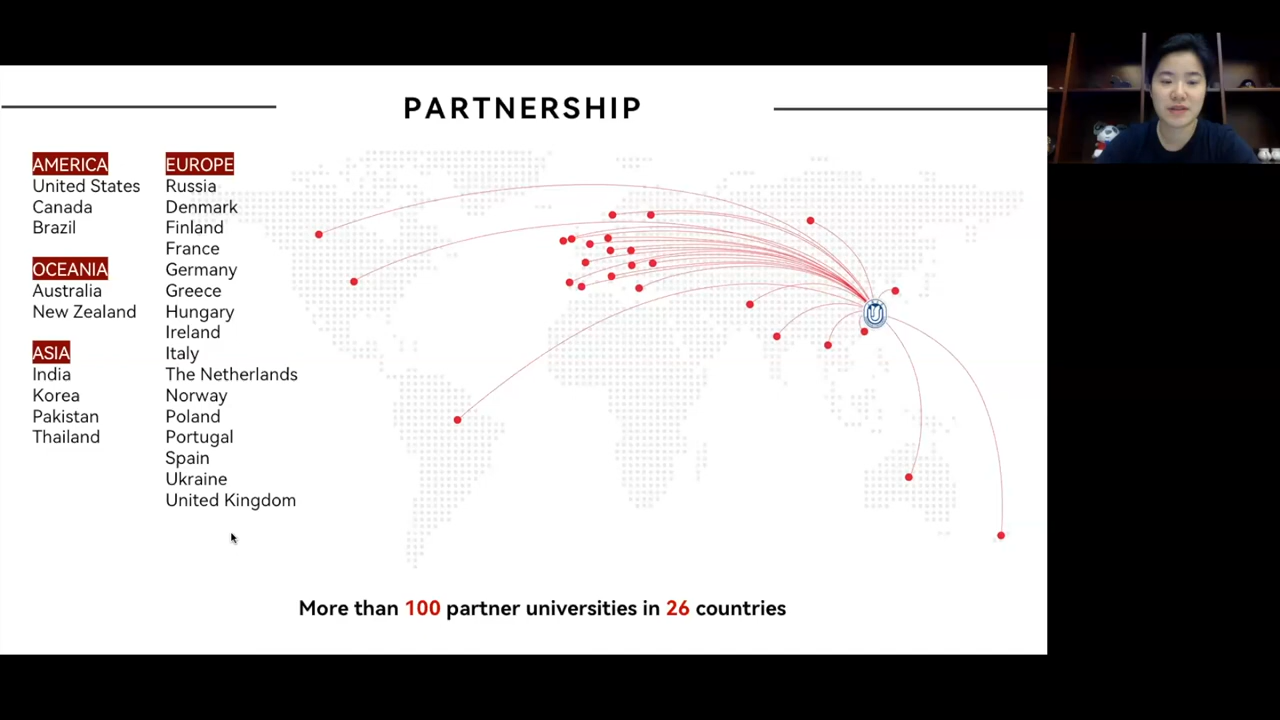 PARTNERSHIP
AMERICA
United States
Canada
Brazil
OCEANIA
Australia
New Zealand
ASIA
India
Korea
Pakistan
Thailand
EUROPE
Russia
Denmark
Finland
France
Germany
Greece
Hungary
Ireland
Italy
The Netherlands
Norway
Poland
Portugal
Spain
Ukraine
United Kingdom
More than 100 partner universities in 26 countries